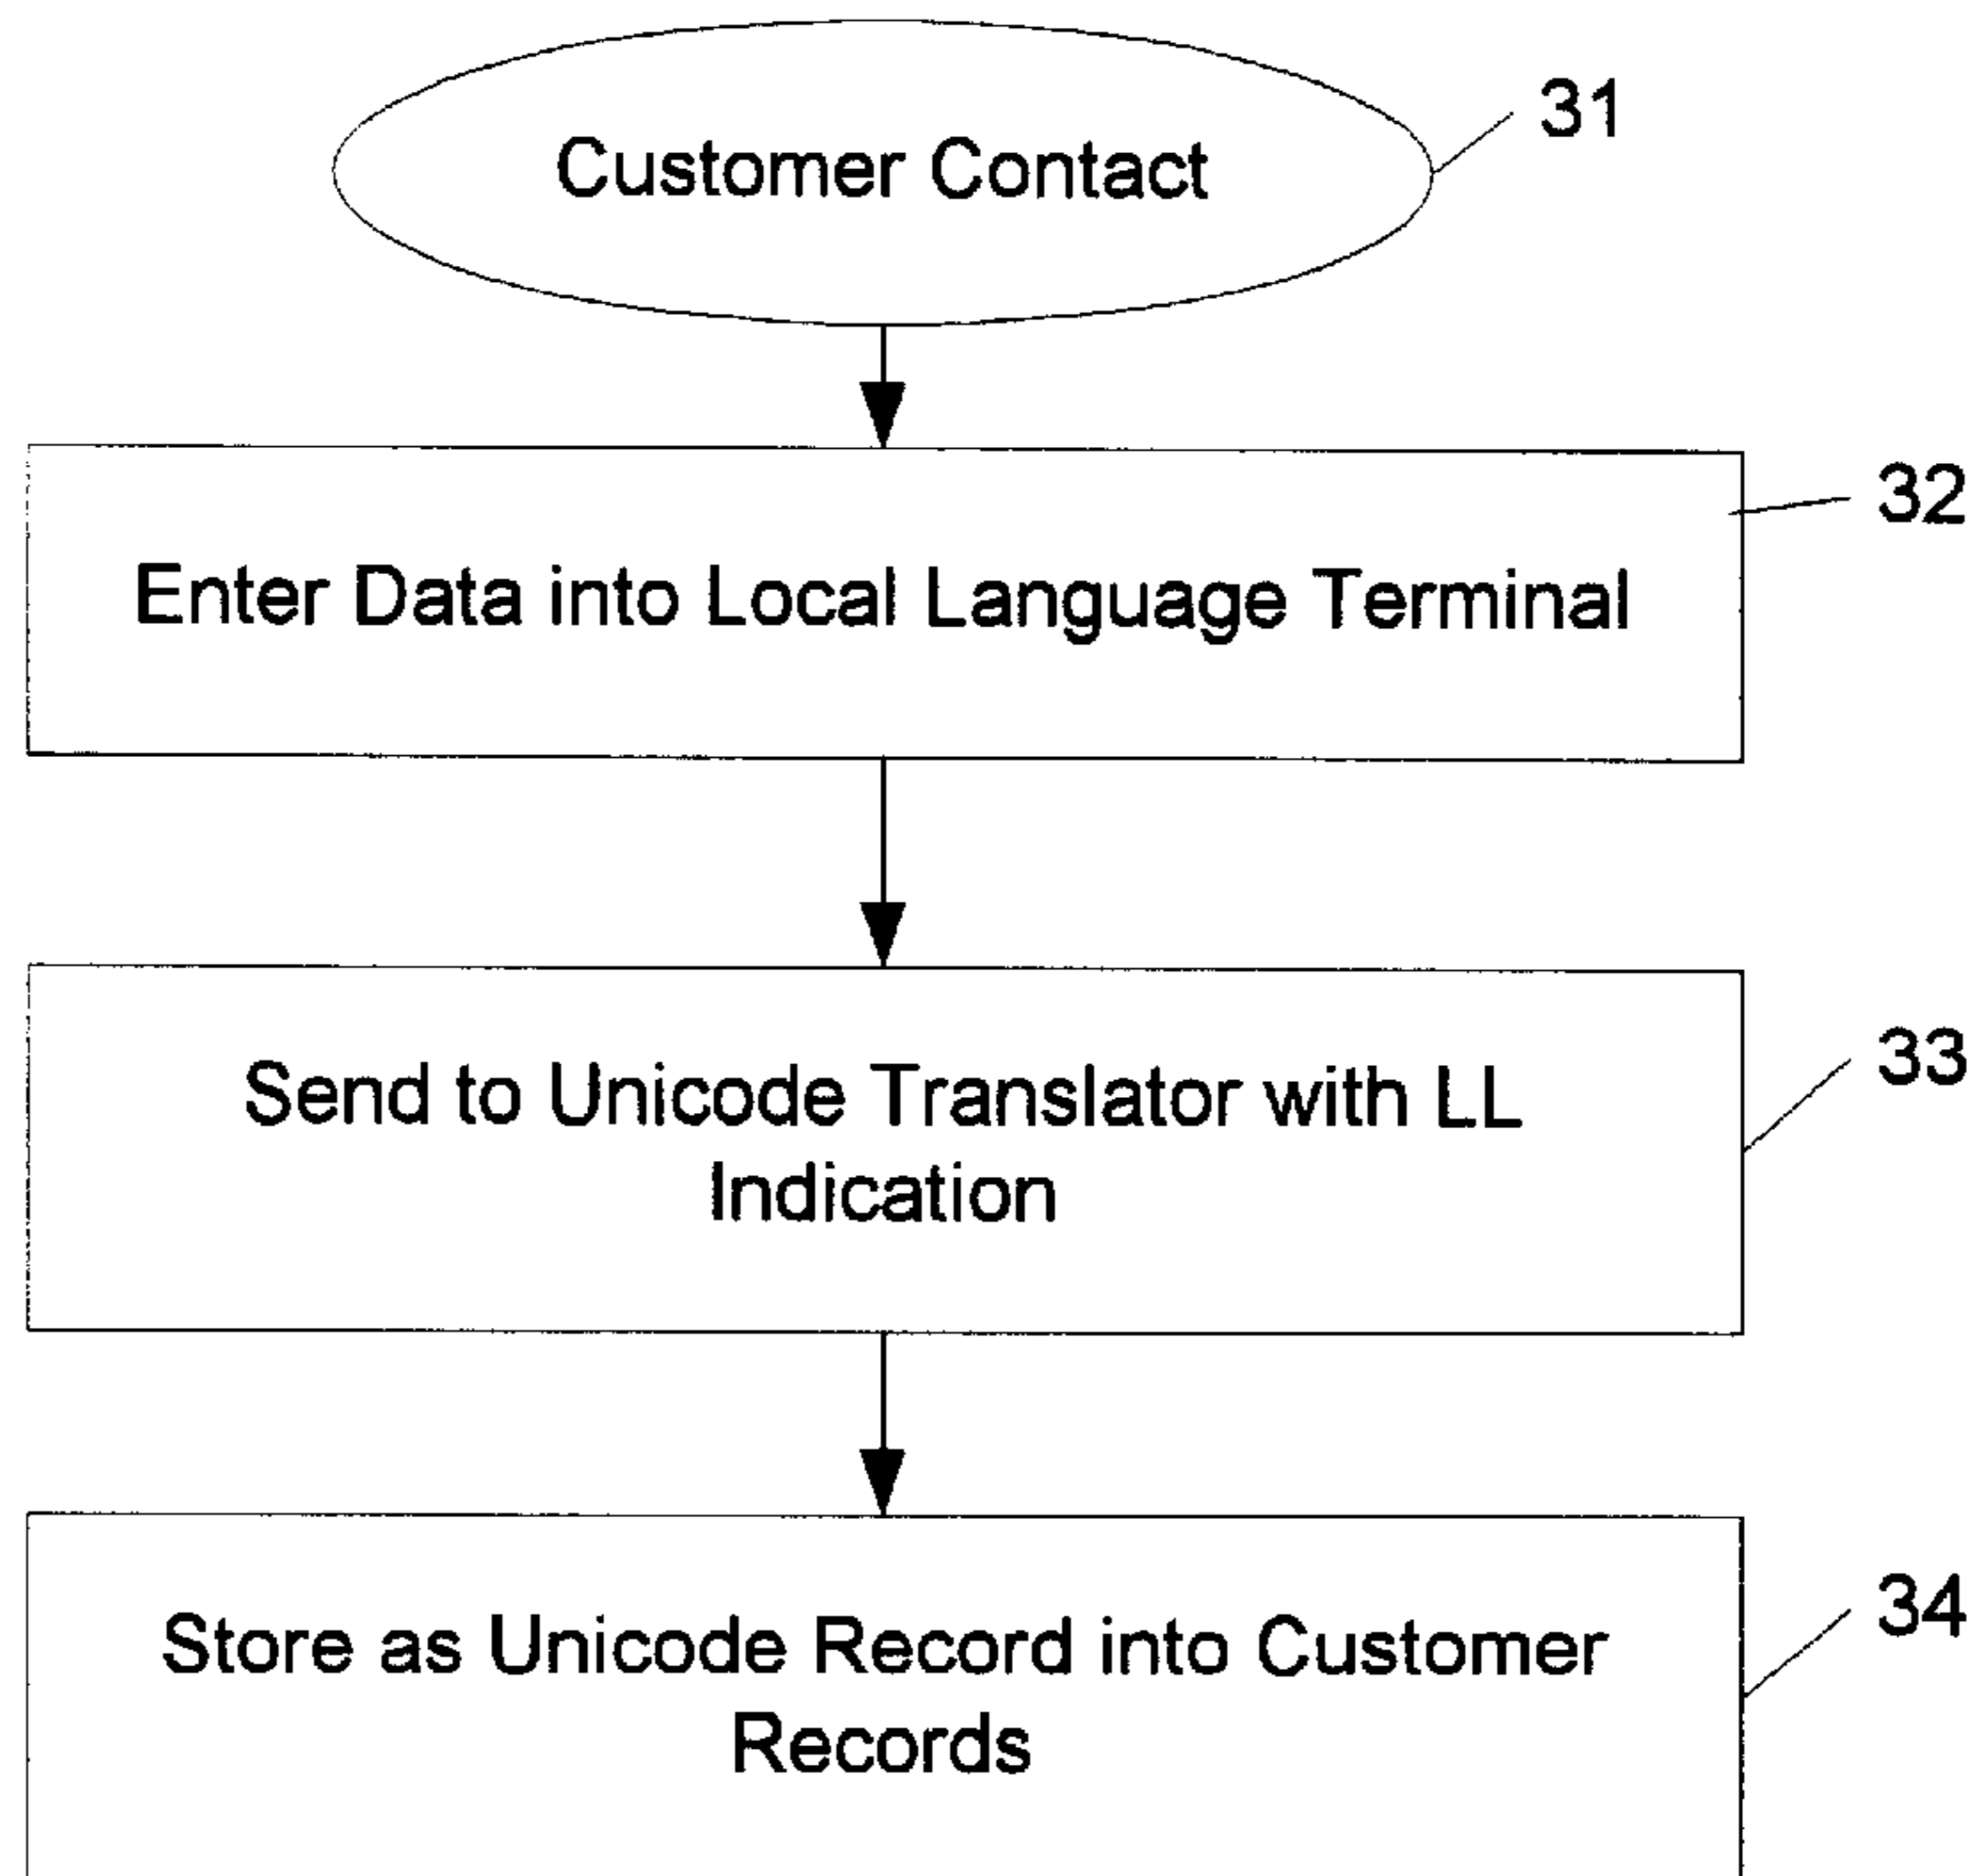 Customer Contact
31
32
Enter Data into Local Language Terminal
33
Send to Unicode Translator with LL
Indication
34
Store as Unicode Record into Customer
Records